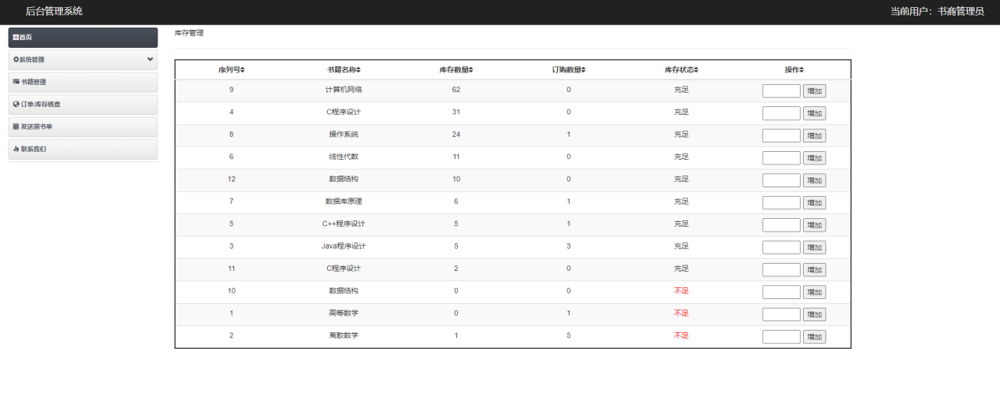 后台管理系统 当前用户：书商管理员
首页
系统管理
书籍管理
订单/库存核查
发送领书单
联系我们
库存管理
序列号 书籍名称 库存数量 订购数量 库存状态 操作
9 计算机网络 62 0 充足 增加
4 C程序设计 31 0 充足 增加
8 操作系统 24 1 充足 增加
6 线性代数 11 0 充足 增加
12 数据结构 10 0 充足 增加
7 数据库原理 6 1 充足 增加
5 C++程序设计 5 1 充足 增加
3 Java程序设计 5 3 充足 增加
11 C程序设计 2 0 充足 增加
10 数据结构 0 0 不足 增加
1 高等数学 0 1 不足 增加
2 离散数学 1 5 不足 增加